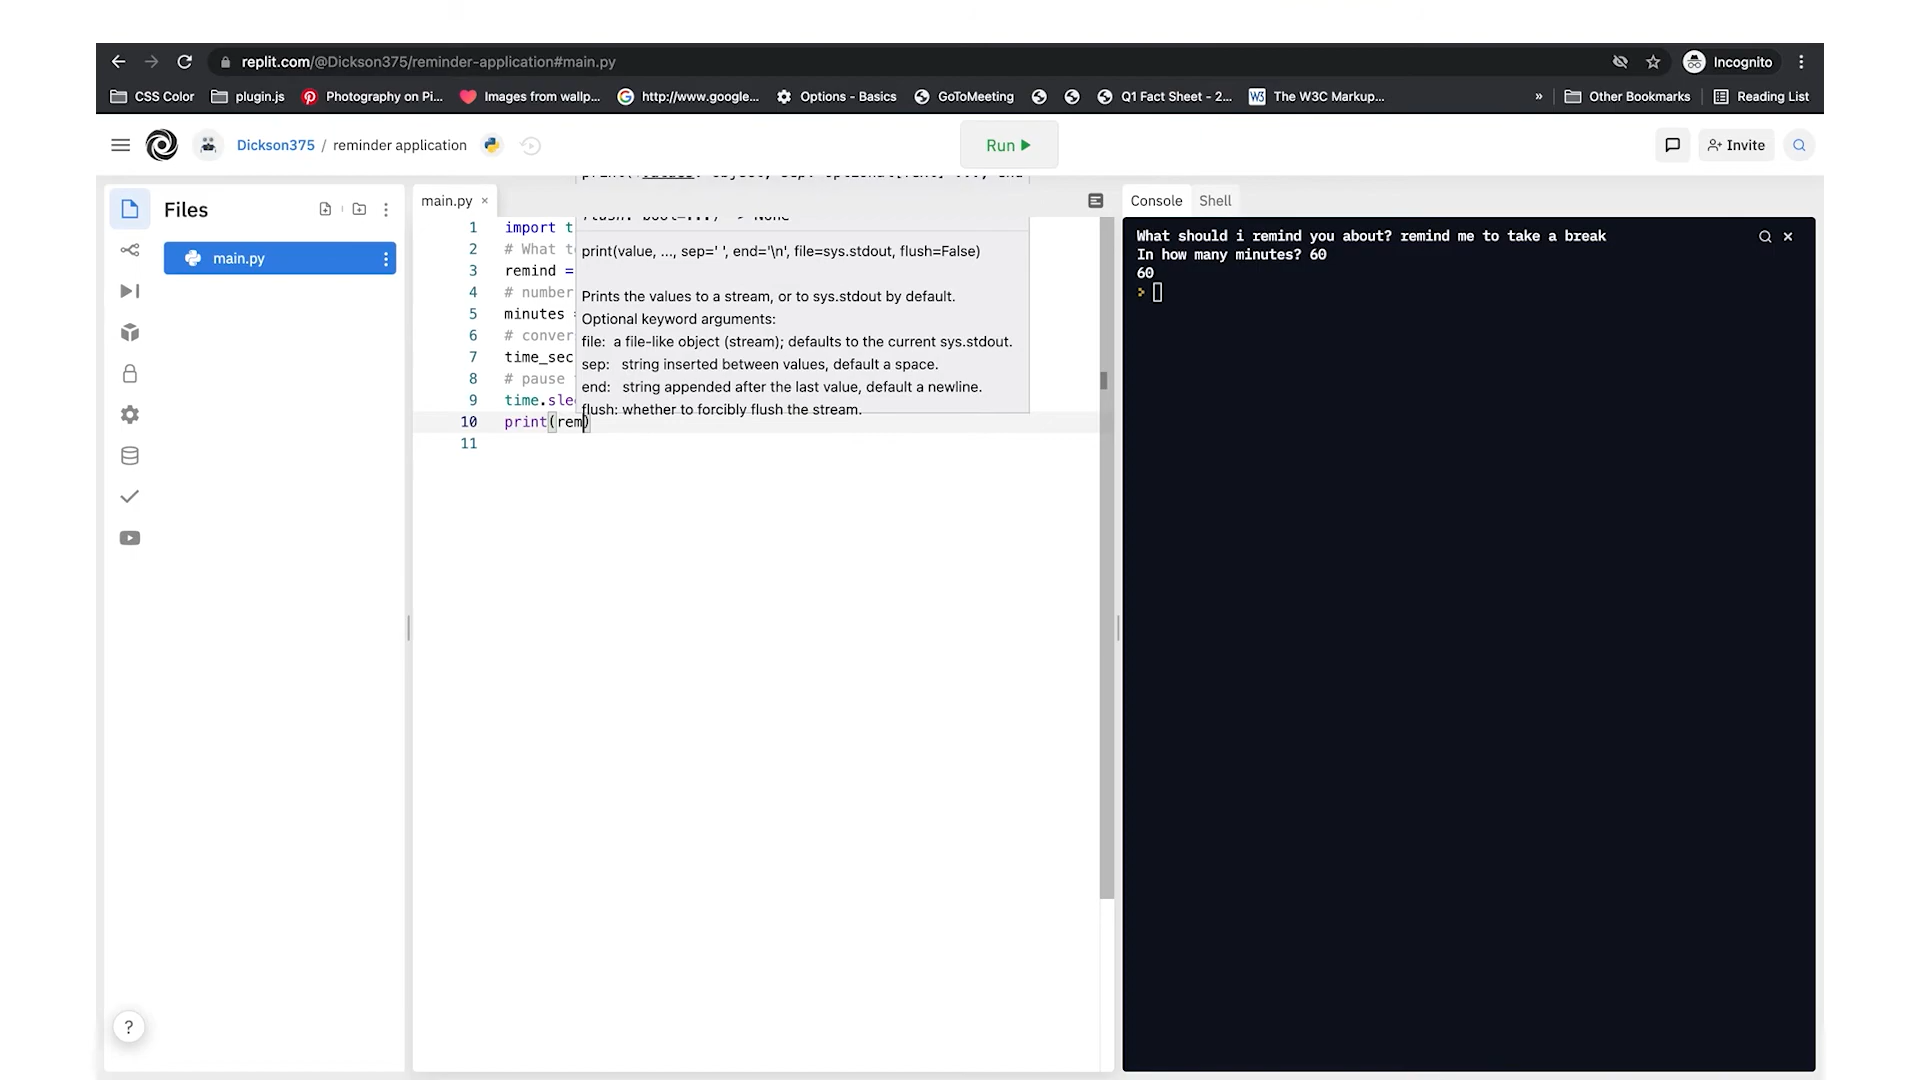 replit.com/@Dickson375/reminder-application#main.py
Incognito
CSS Color
plugin.js
Photography on Pi...
Images from wallp...
http://www.google...
Options - Basics
GoToMeeting
Q1 Fact Sheet - 2...
The W3C Markup...
»
Other Bookmarks
Reading List
Dickson375 / reminder application
Run
Invite
Files
main.py
main.py ×
1 import t
2 # What t
3 remind =
4 # number
5 minutes
6 # conver
7 time_sec
8 # pause
9 time.sle
10 print(rem)
11
print(value, ..., sep=' ', end='\n', file=sys.stdout, flush=False)
Prints the values to a stream, or to sys.stdout by default.
Optional keyword arguments:
file: a file-like object (stream); defaults to the current sys.stdout.
sep: string inserted between values, default a space.
end: string appended after the last value, default a newline.
flush: whether to forcibly flush the stream.
Console
Shell
What should i remind you about? remind me to take a break
In how many minutes? 60
60
>
?